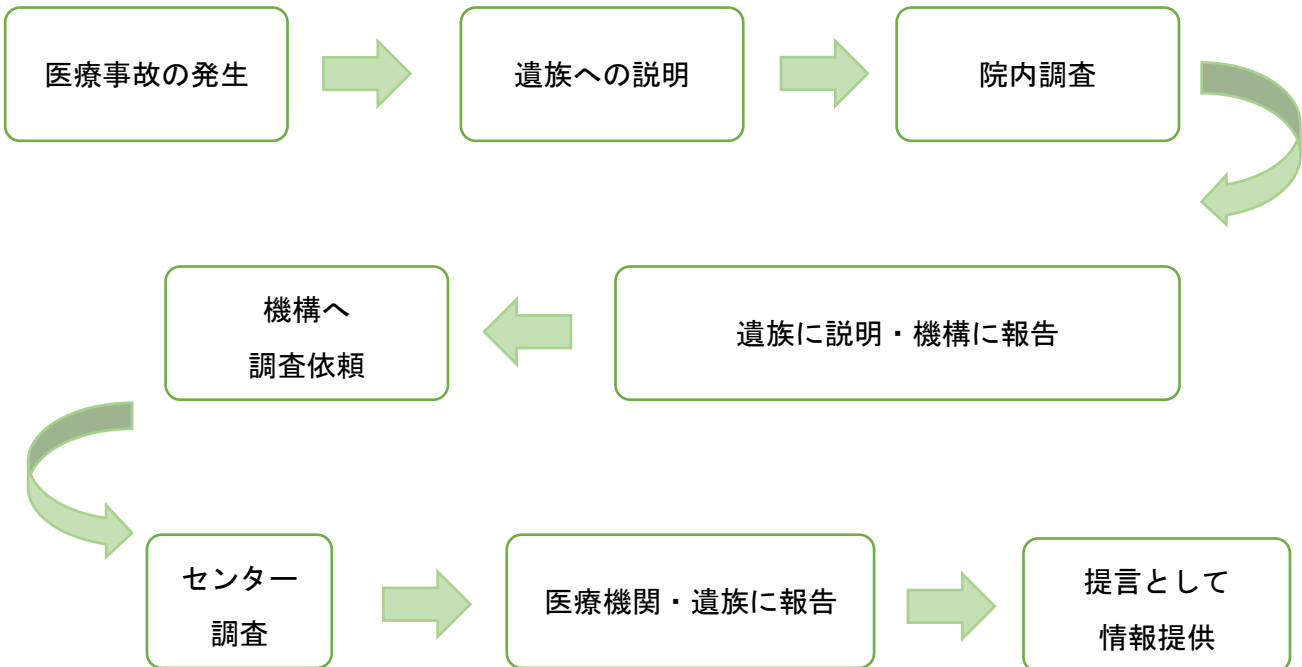 医療事故の発生
遺族への説明
院内調査
遺族に説明・機構に報告
機構へ
調査依頼
センター
調査
医療機関・遺族に報告
提言として
情報提供